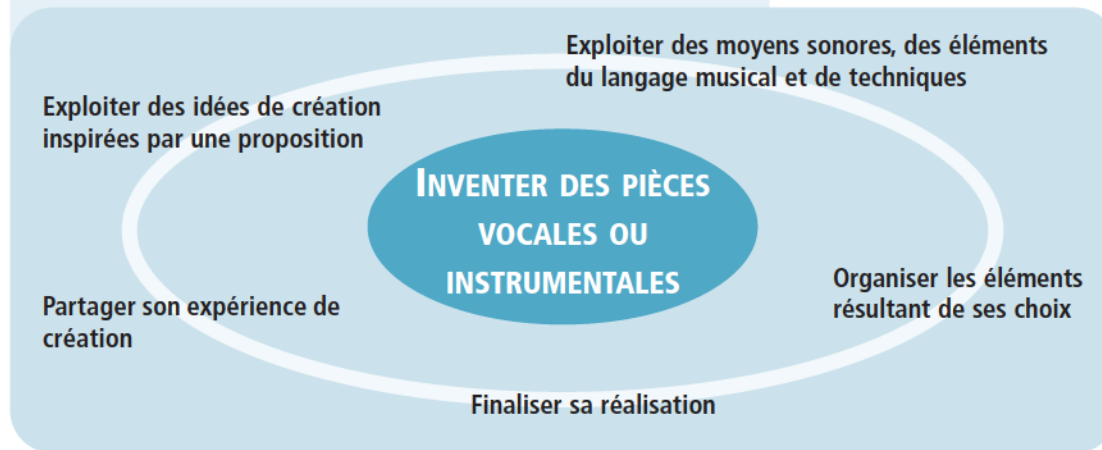 Exploiter des moyens sonores, des éléments
du langage musical et de techniques
Exploiter des idées de création
inspirées par une proposition
INVENTER DES PIÈCES
VOCALES OU
INSTRUMENTALES
Organiser les éléments
résultant de ses choix
Partager son expérience de
création
Finaliser sa réalisation